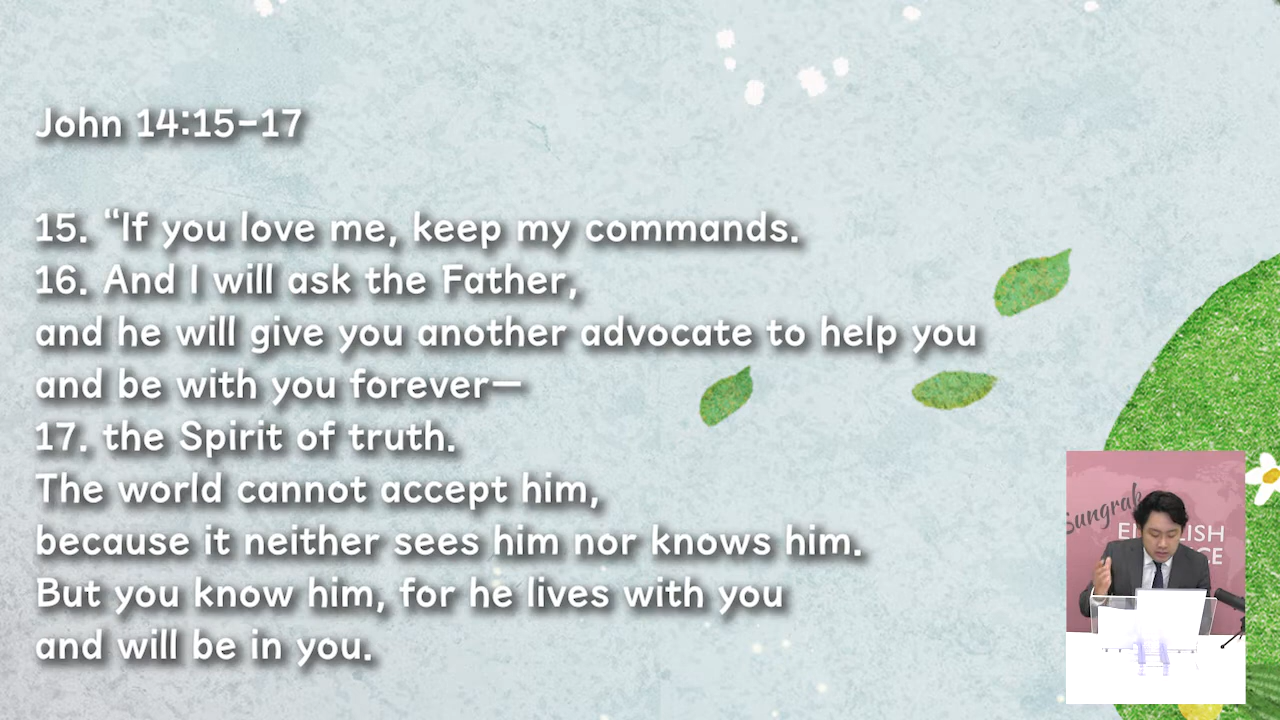 John 14:15-17
15. “If you love me, keep my commands.
16. And I will ask the Father,
and he will give you another advocate to help you
and be with you forever—
17. the Spirit of truth.
The world cannot accept him,
because it neither sees him nor knows him.
But you know him, for he lives with you
and will be in you.
Sungrak